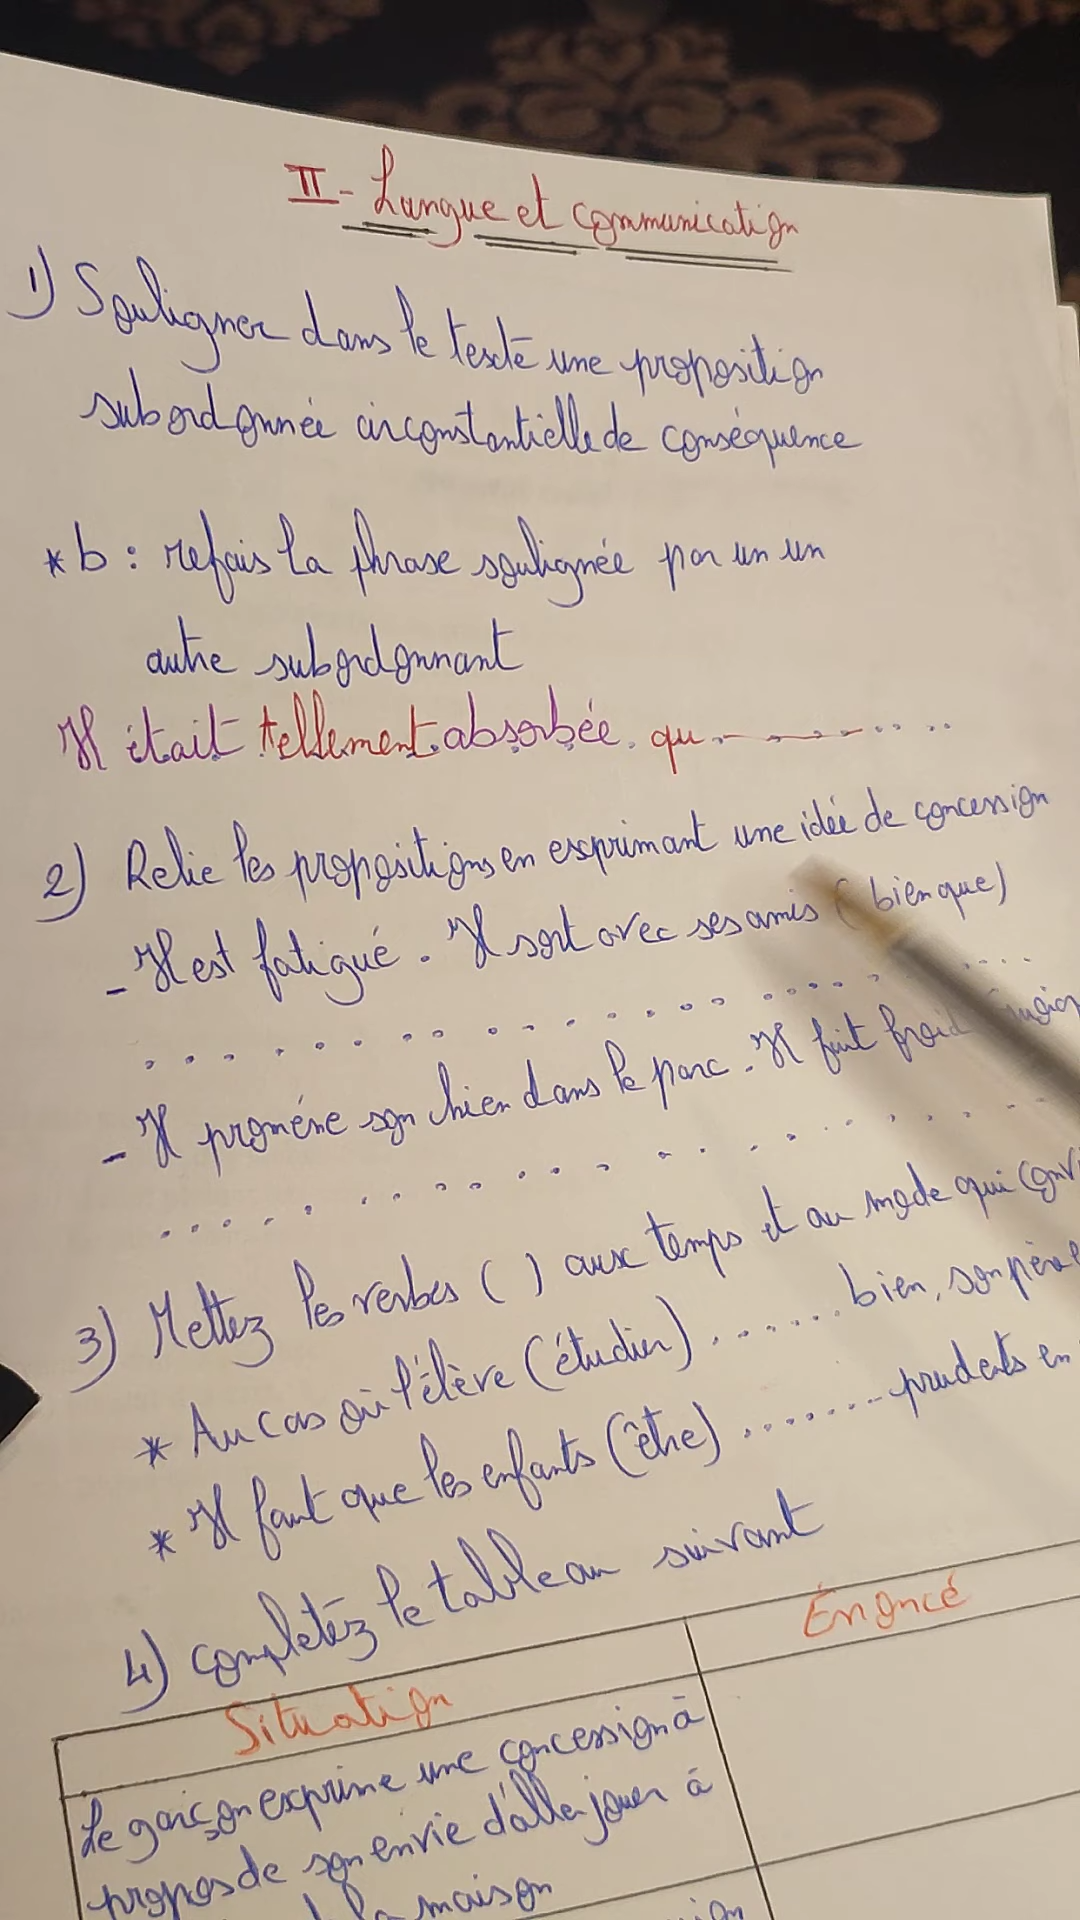 II - Langue et communication
1) Souligner dans le texte une proposition
subordonnée circonstantielle de conséquence
* b : refais la phrase soulignée par un un
autre subordonnant
Il était tellement absorbée qu
2) Relie les propositions en exprimant une idée de concession
- Il est fatigué. Il sort avec ses amis (bien que)
- Il proméne son chien dans le parc. Il fait froid
3) Mettez les verbes ( ) aux temps et au mode qui
* Au cas où l'élève (étudier) ....... bien, son père
* Il faut que les enfants (être) ........ prudents en
4) complétéz le tableau suivant
Situation
Énoncé
Le garçon exprime une concession à
propos de son envie d'aller jouer à
la maison